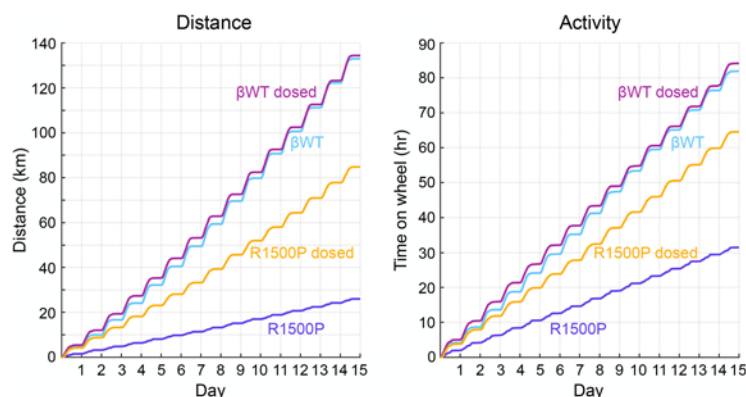 Distance
140
120
100
80
60
40
20
0
Distance (km)
βWT dosed
βWT
R1500P dosed
R1500P
1 2 3 4 5 6 7 8 9 10 11 12 13 14 15
Day
Activity
90
80
70
60
50
40
30
20
10
0
Time on wheel (hr)
βWT dosed
βWT
R1500P dosed
R1500P
1 2 3 4 5 6 7 8 9 10 11 12 13 14 15
Day